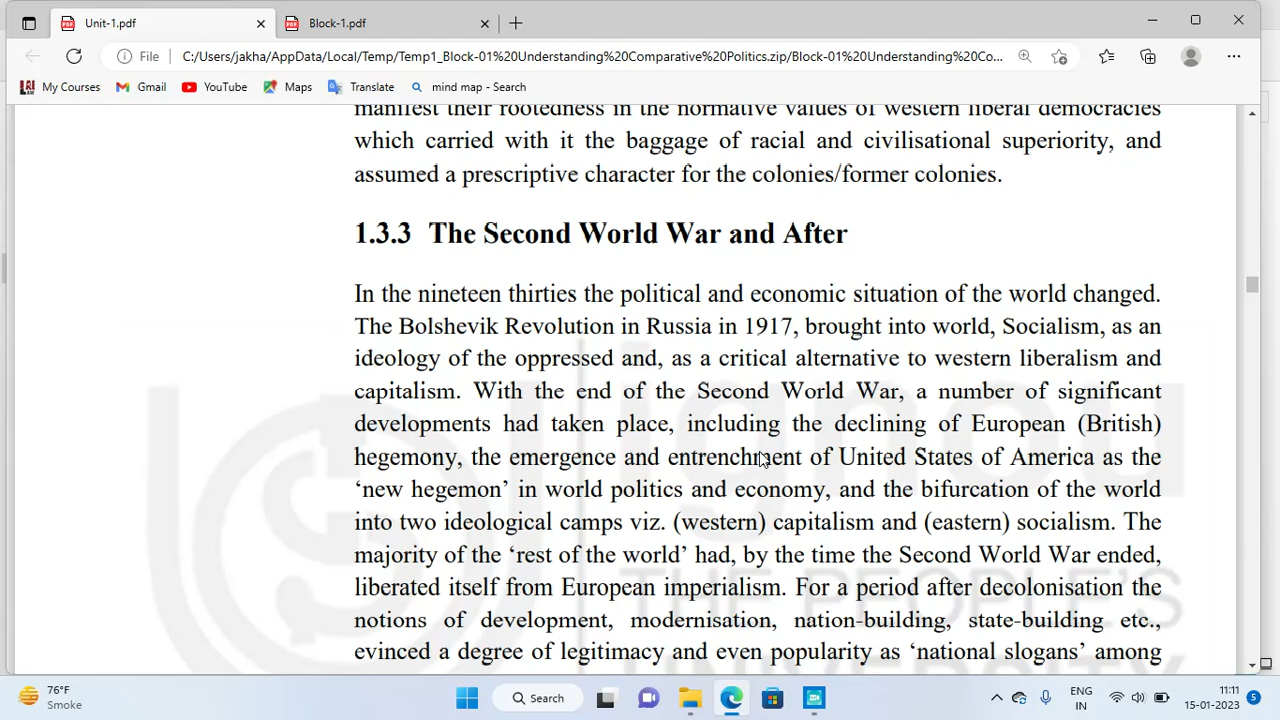 Unit-1.pdf
Block-1.pdf
File
C:/Users/jakha/AppData/Local/Temp/Temp1_Block-01%20Understanding%20Comparative%20Politics.zip/Block-01%20Understanding%20Co...
My Courses
Gmail
YouTube
Maps
Translate
mind map - Search
manifest their rootedness in the normative values of western liberal democracies
which carried with it the baggage of racial and civilisational superiority, and
assumed a prescriptive character for the colonies/former colonies.
1.3.3 The Second World War and After
In the nineteen thirties the political and economic situation of the world changed.
The Bolshevik Revolution in Russia in 1917, brought into world, Socialism, as an
ideology of the oppressed and, as a critical alternative to western liberalism and
capitalism. With the end of the Second World War, a number of significant
developments had taken place, including the declining of European (British)
hegemony, the emergence and entrenchment of United States of America as the
‘new hegemon’ in world politics and economy, and the bifurcation of the world
into two ideological camps viz. (western) capitalism and (eastern) socialism. The
majority of the ‘rest of the world’ had, by the time the Second World War ended,
liberated itself from European imperialism. For a period after decolonisation the
notions of development, modernisation, nation-building, state-building etc.,
evinced a degree of legitimacy and even popularity as ‘national slogans’ among
ignou
THE PEOPLE'S
UNIVERSITY
76°F
Smoke
Search
ENG
IN
11:11
15-01-2023
5